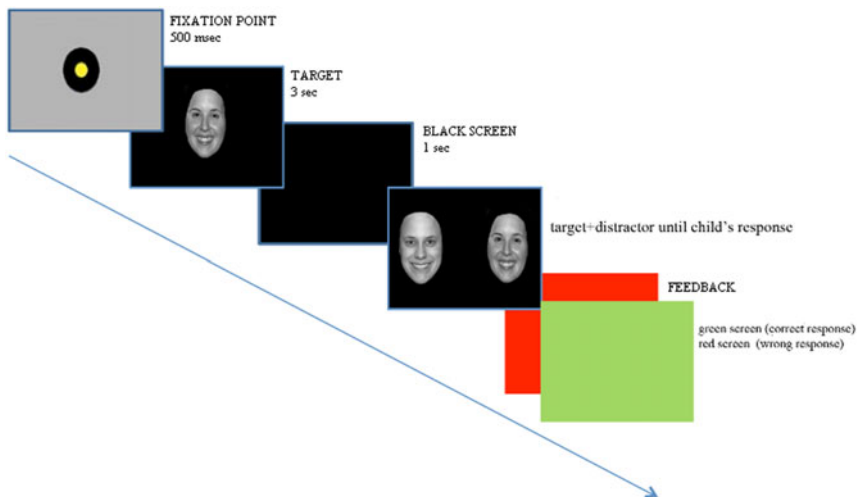 FIXATION POINT
500 msec
TARGET
3 sec
BLACK SCREEN
1 sec
target+distractor until child's response
FEEDBACK
green screen (correct response)
red screen (wrong response)